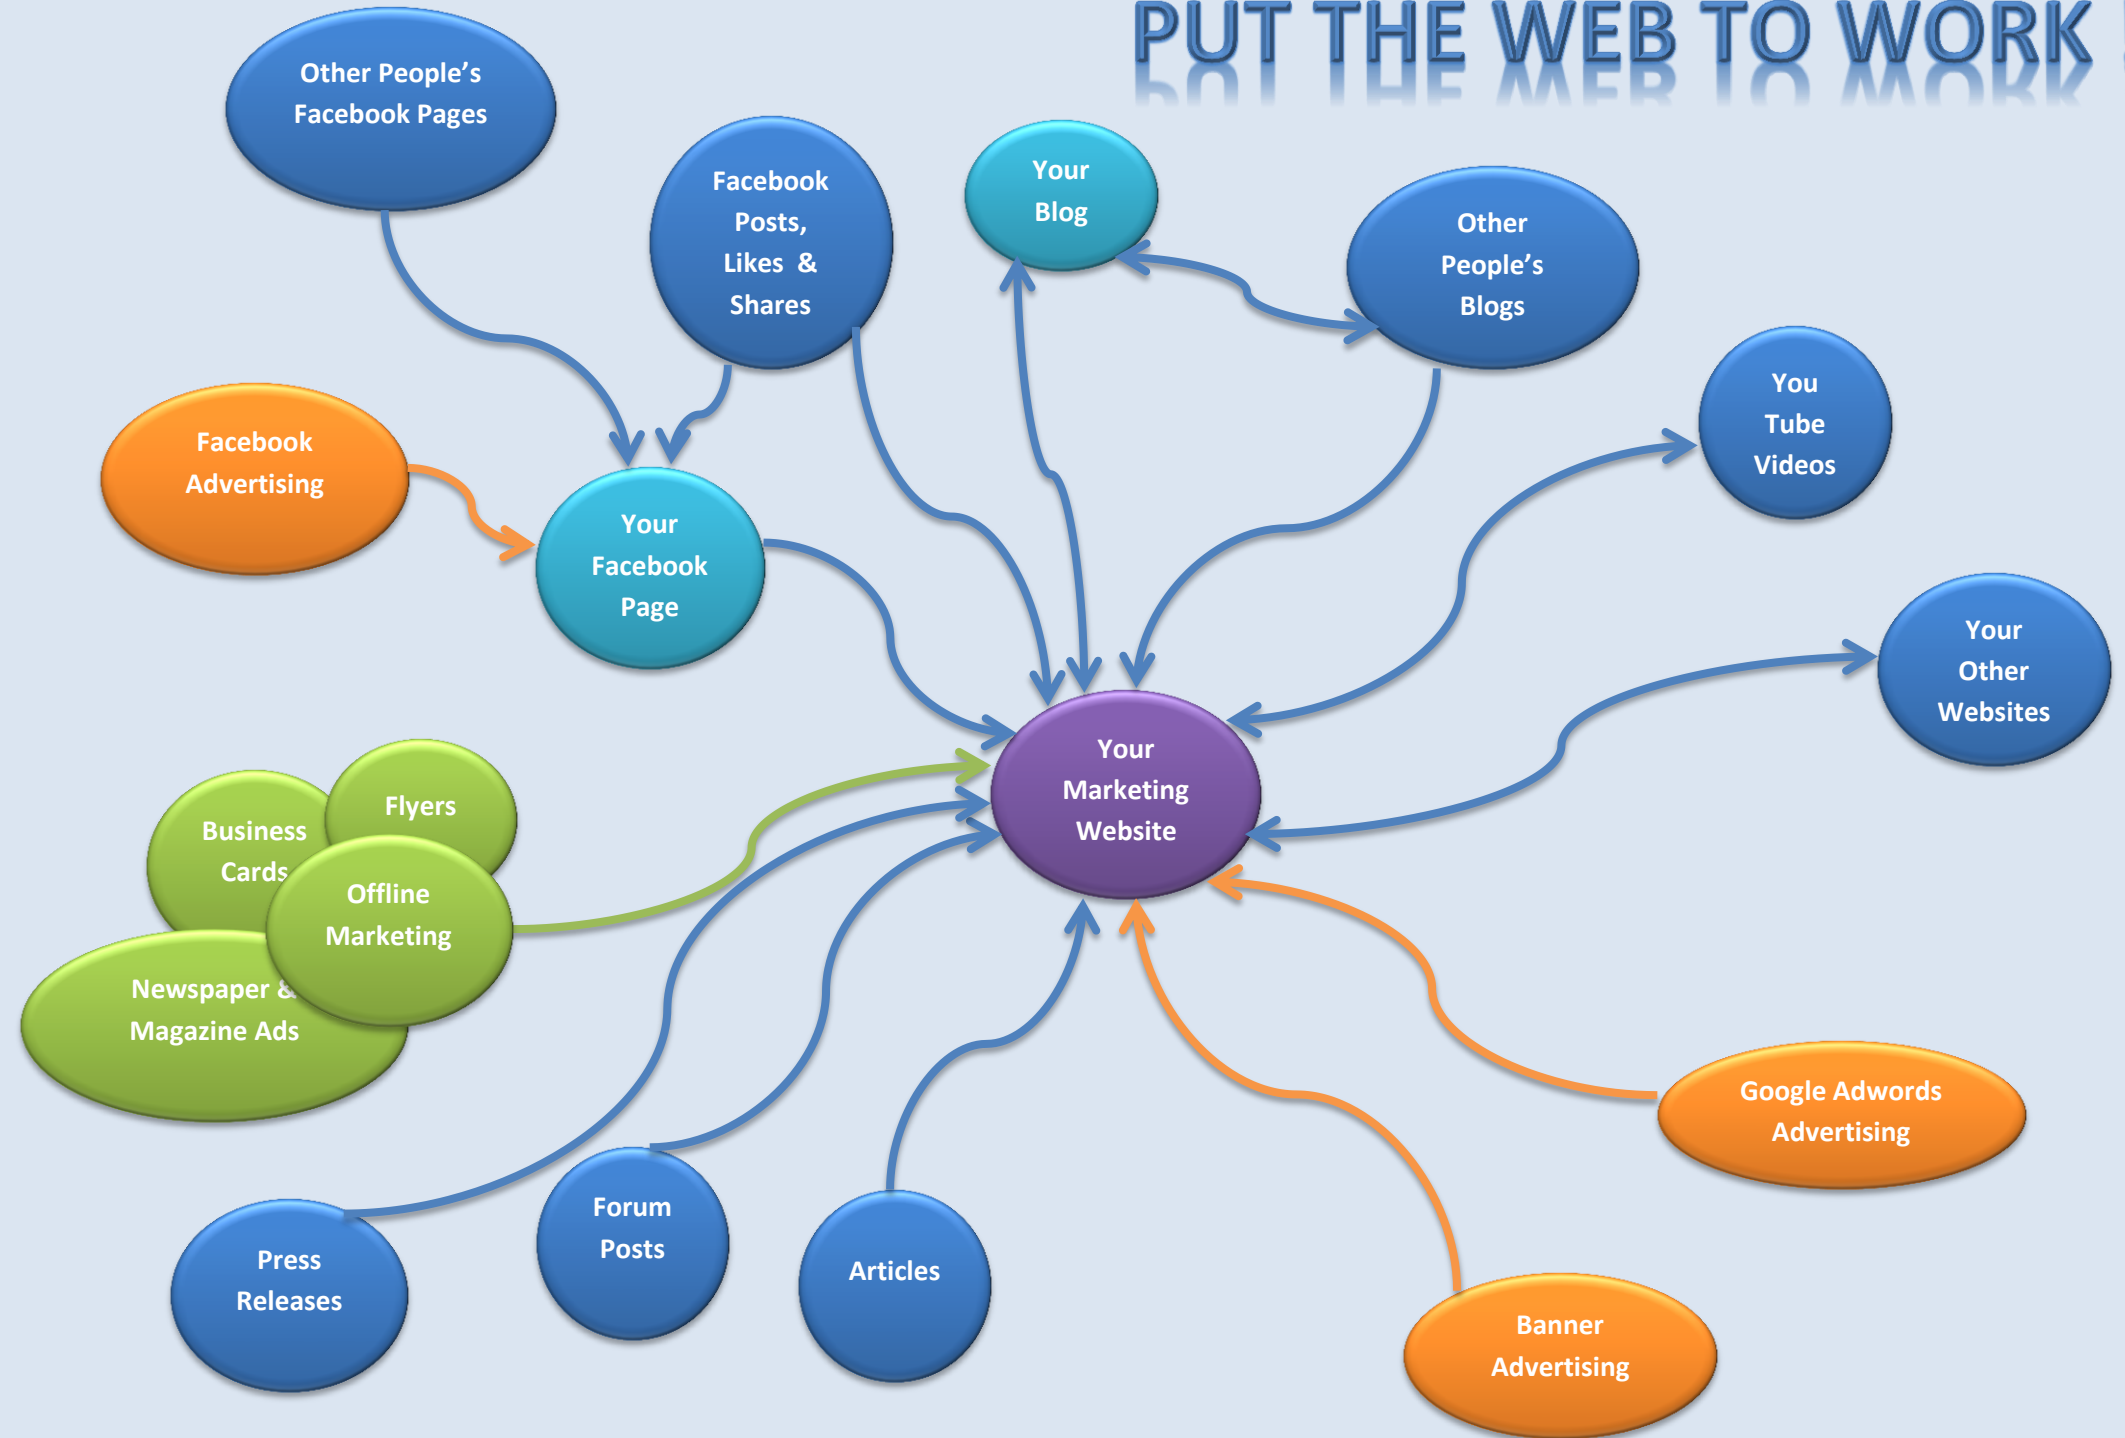 PUT THE WEB TO WORK
Other People’s
Facebook Pages
Facebook
Posts,
Likes &
Shares
Your
Blog
Other
People’s
Blogs
You
Tube
Videos
Facebook
Advertising
Your
Facebook
Page
Your
Other
Websites
Your
Marketing
Website
Flyers
Business
Cards
Offline
Marketing
Newspaper &
Magazine Ads
Google Adwords
Advertising
Forum
Posts
Press
Releases
Articles
Banner
Advertising